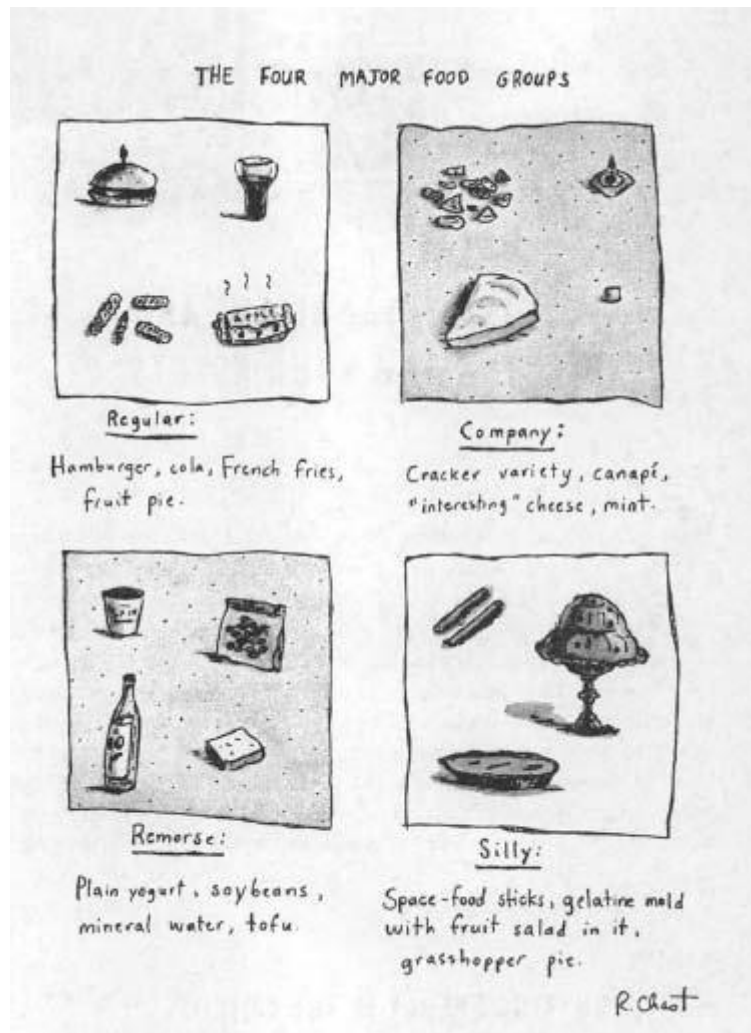 THE FOUR MAJOR FOOD GROUPS
APPLE
Regular:
Hamburger, cola, French fries,
fruit pie.
Company:
Cracker variety, canapé,
"interesting" cheese, mint.
Remorse:
Plain yogurt, soybeans,
mineral water, tofu.
Silly:
Space-food sticks, gelatine mold
with fruit salad in it,
grasshopper pie.
R. Chast